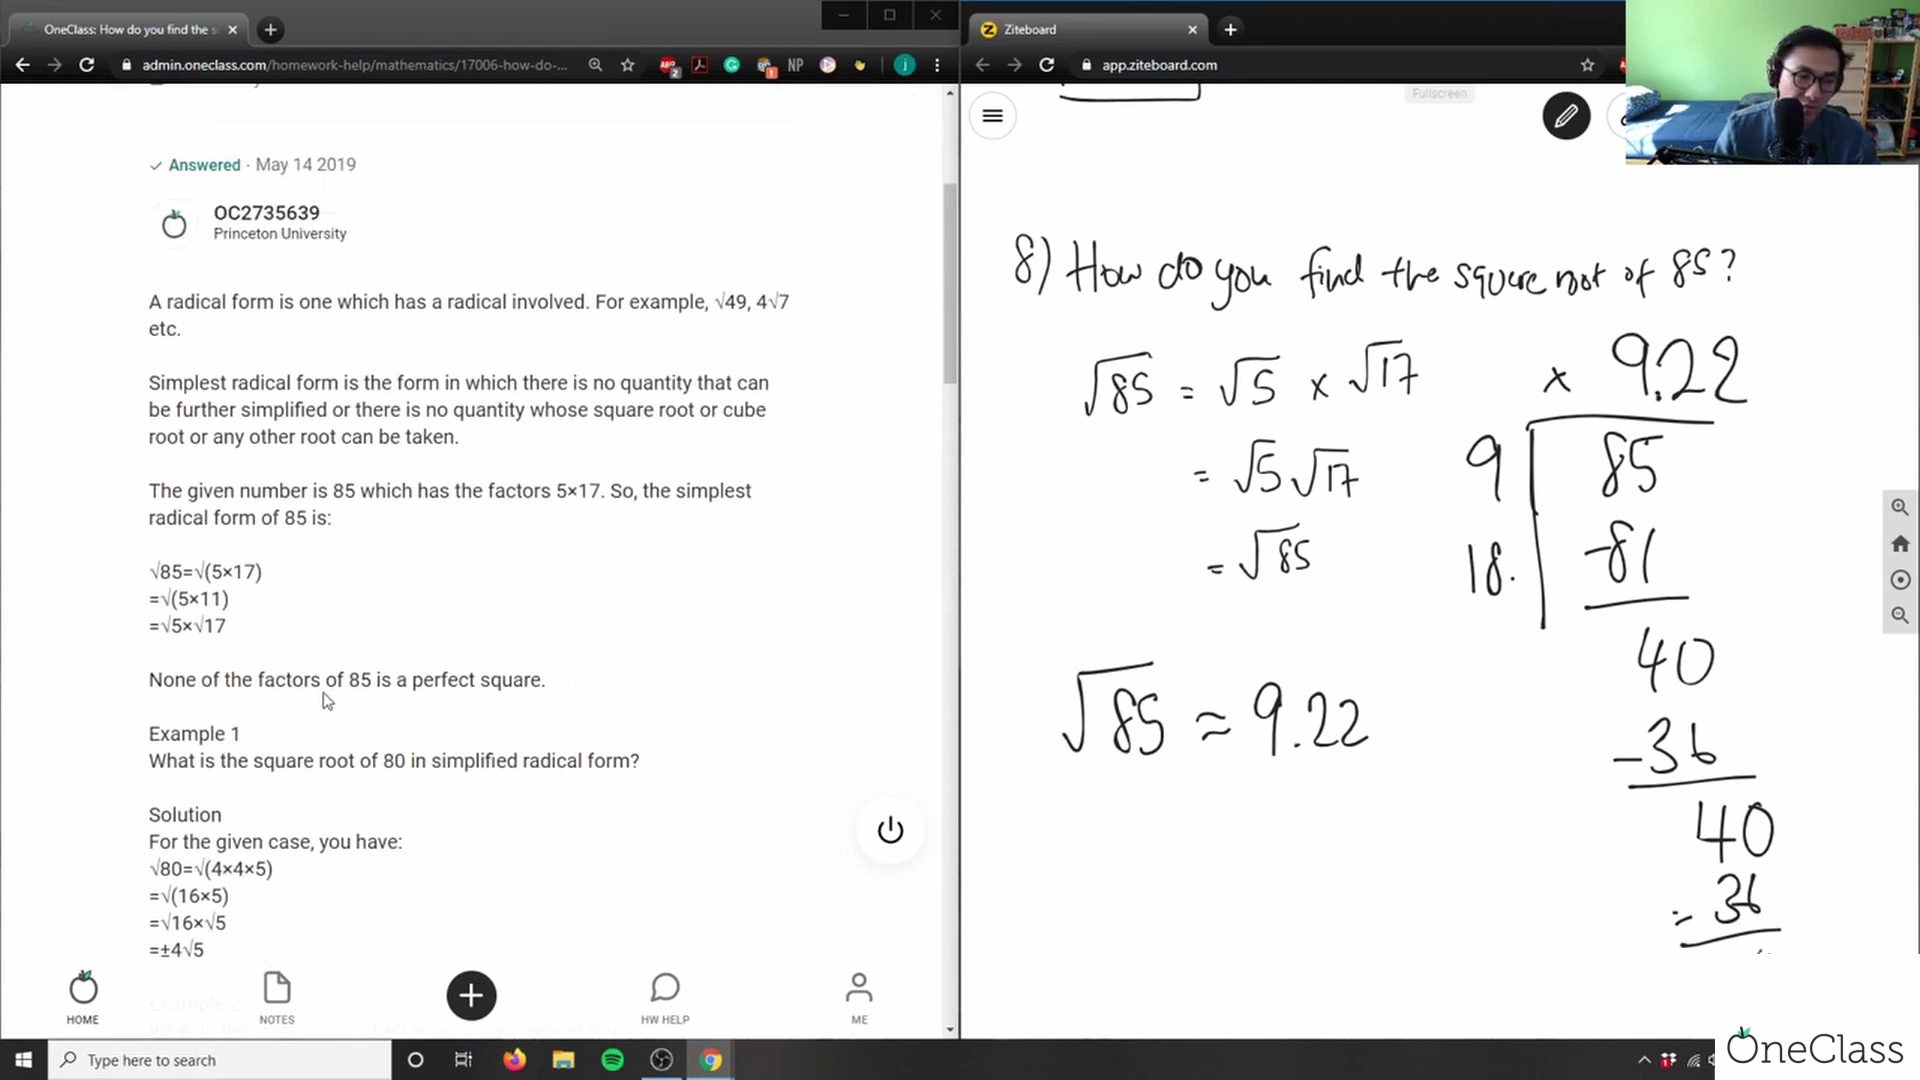 OneClass: How do you find the s
Ziteboard
admin.oneclass.com/homework-help/mathematics/17006-how-do-...
NP
j
app.ziteboard.com
Fullscreen
Answered · May 14 2019
OC2735639
Princeton University
A radical form is one which has a radical involved. For example, √49, 4√7
etc.
Simplest radical form is the form in which there is no quantity that can
be further simplified or there is no quantity whose square root or cube
root or any other root can be taken.
The given number is 85 which has the factors 5×17. So, the simplest
radical form of 85 is:
√85=√(5×17)
=√(5×11)
=√5×√17
None of the factors of 85 is a perfect square.
Example 1
What is the square root of 80 in simplified radical form?
Solution
For the given case, you have:
√80=√(4×4×5)
=√(16×5)
=√16×√5
=±4√5
HOME
NOTES
HW HELP
ME
8) How do you find the square root of 85?
√85 = √5 × √17
= √5 √17
= √85
√85 ≈ 9.22
× 9.22
9 85
18. -81
40
-36
40
= 36
Type here to search
OneClass